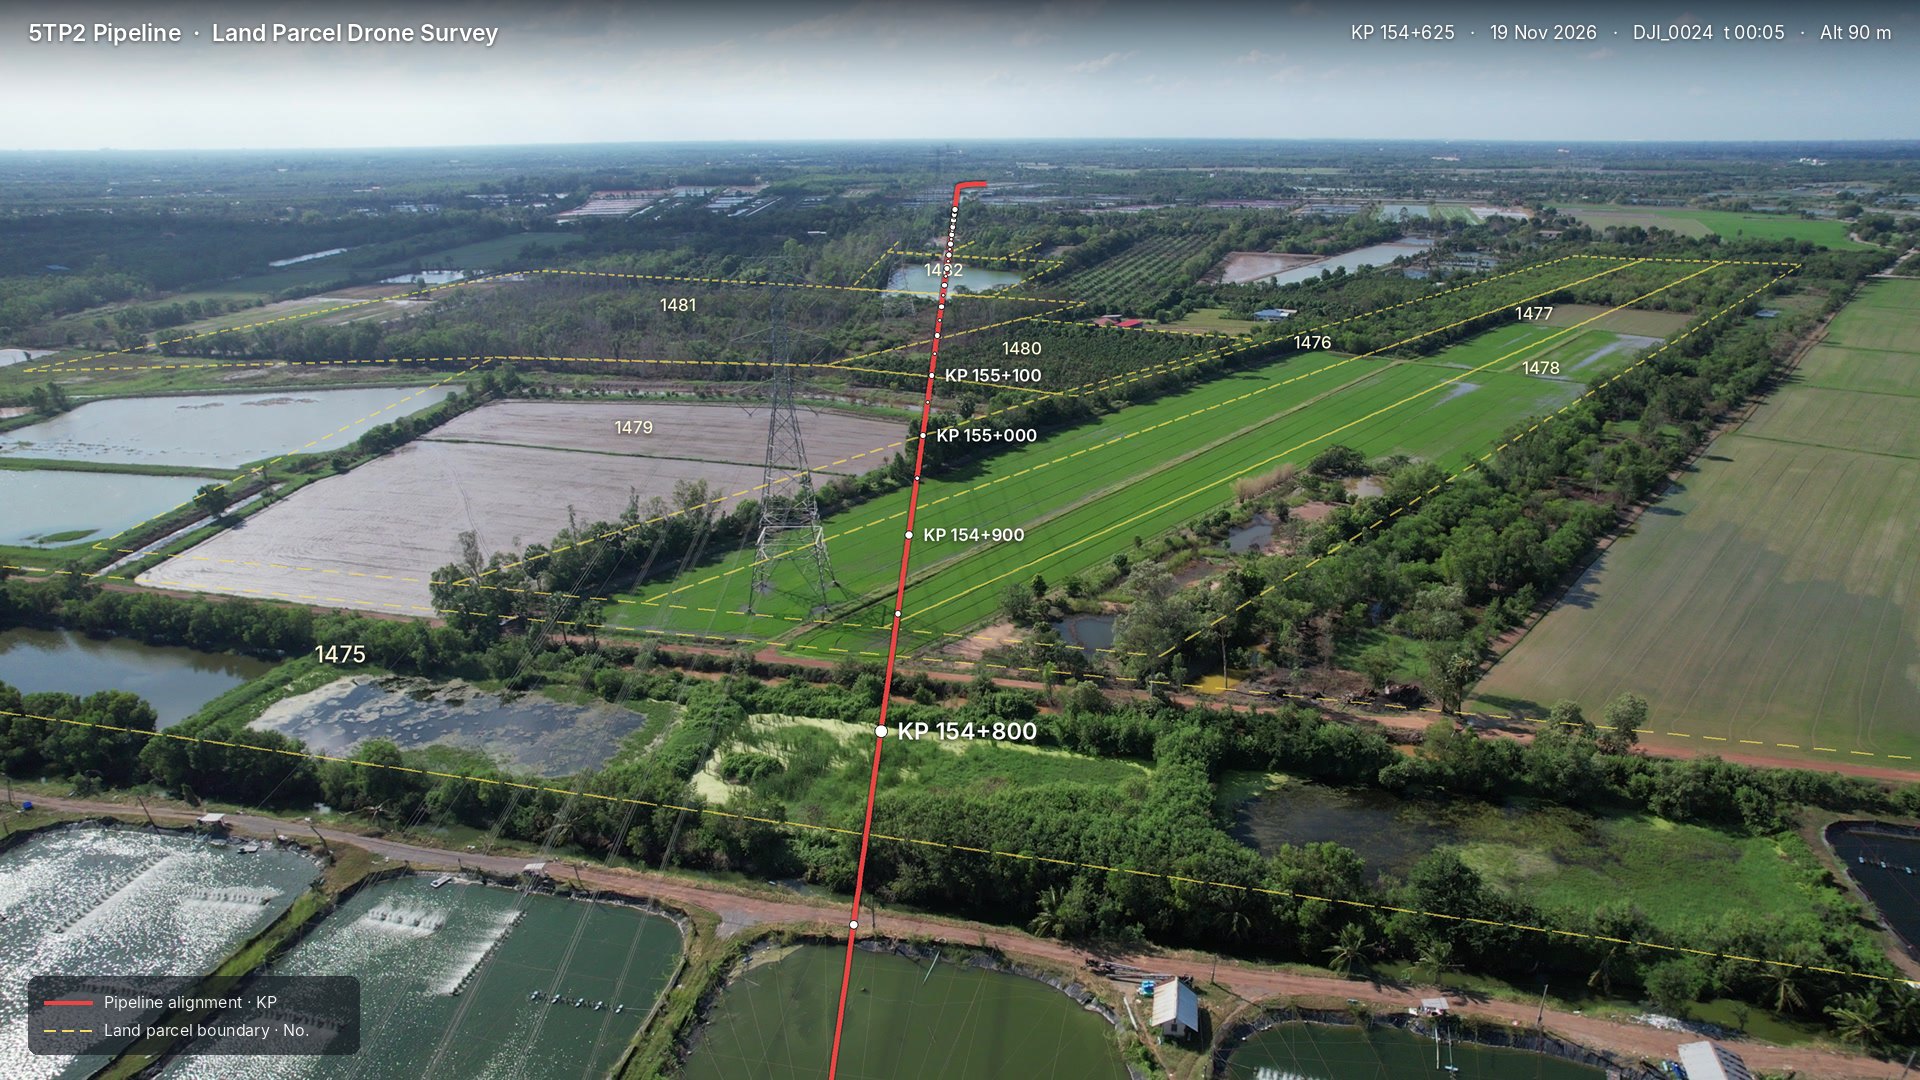 5TP2 Pipeline · Land Parcel Drone Survey
KP 154+625 · 19 Nov 2026 · DJI_0024 t 00:05 · Alt 90 m
1482
1481
1477
1476
1480
1478
KP 155+100
1479
KP 155+000
KP 154+900
1475
KP 154+800
Pipeline alignment · KP
Land parcel boundary · No.